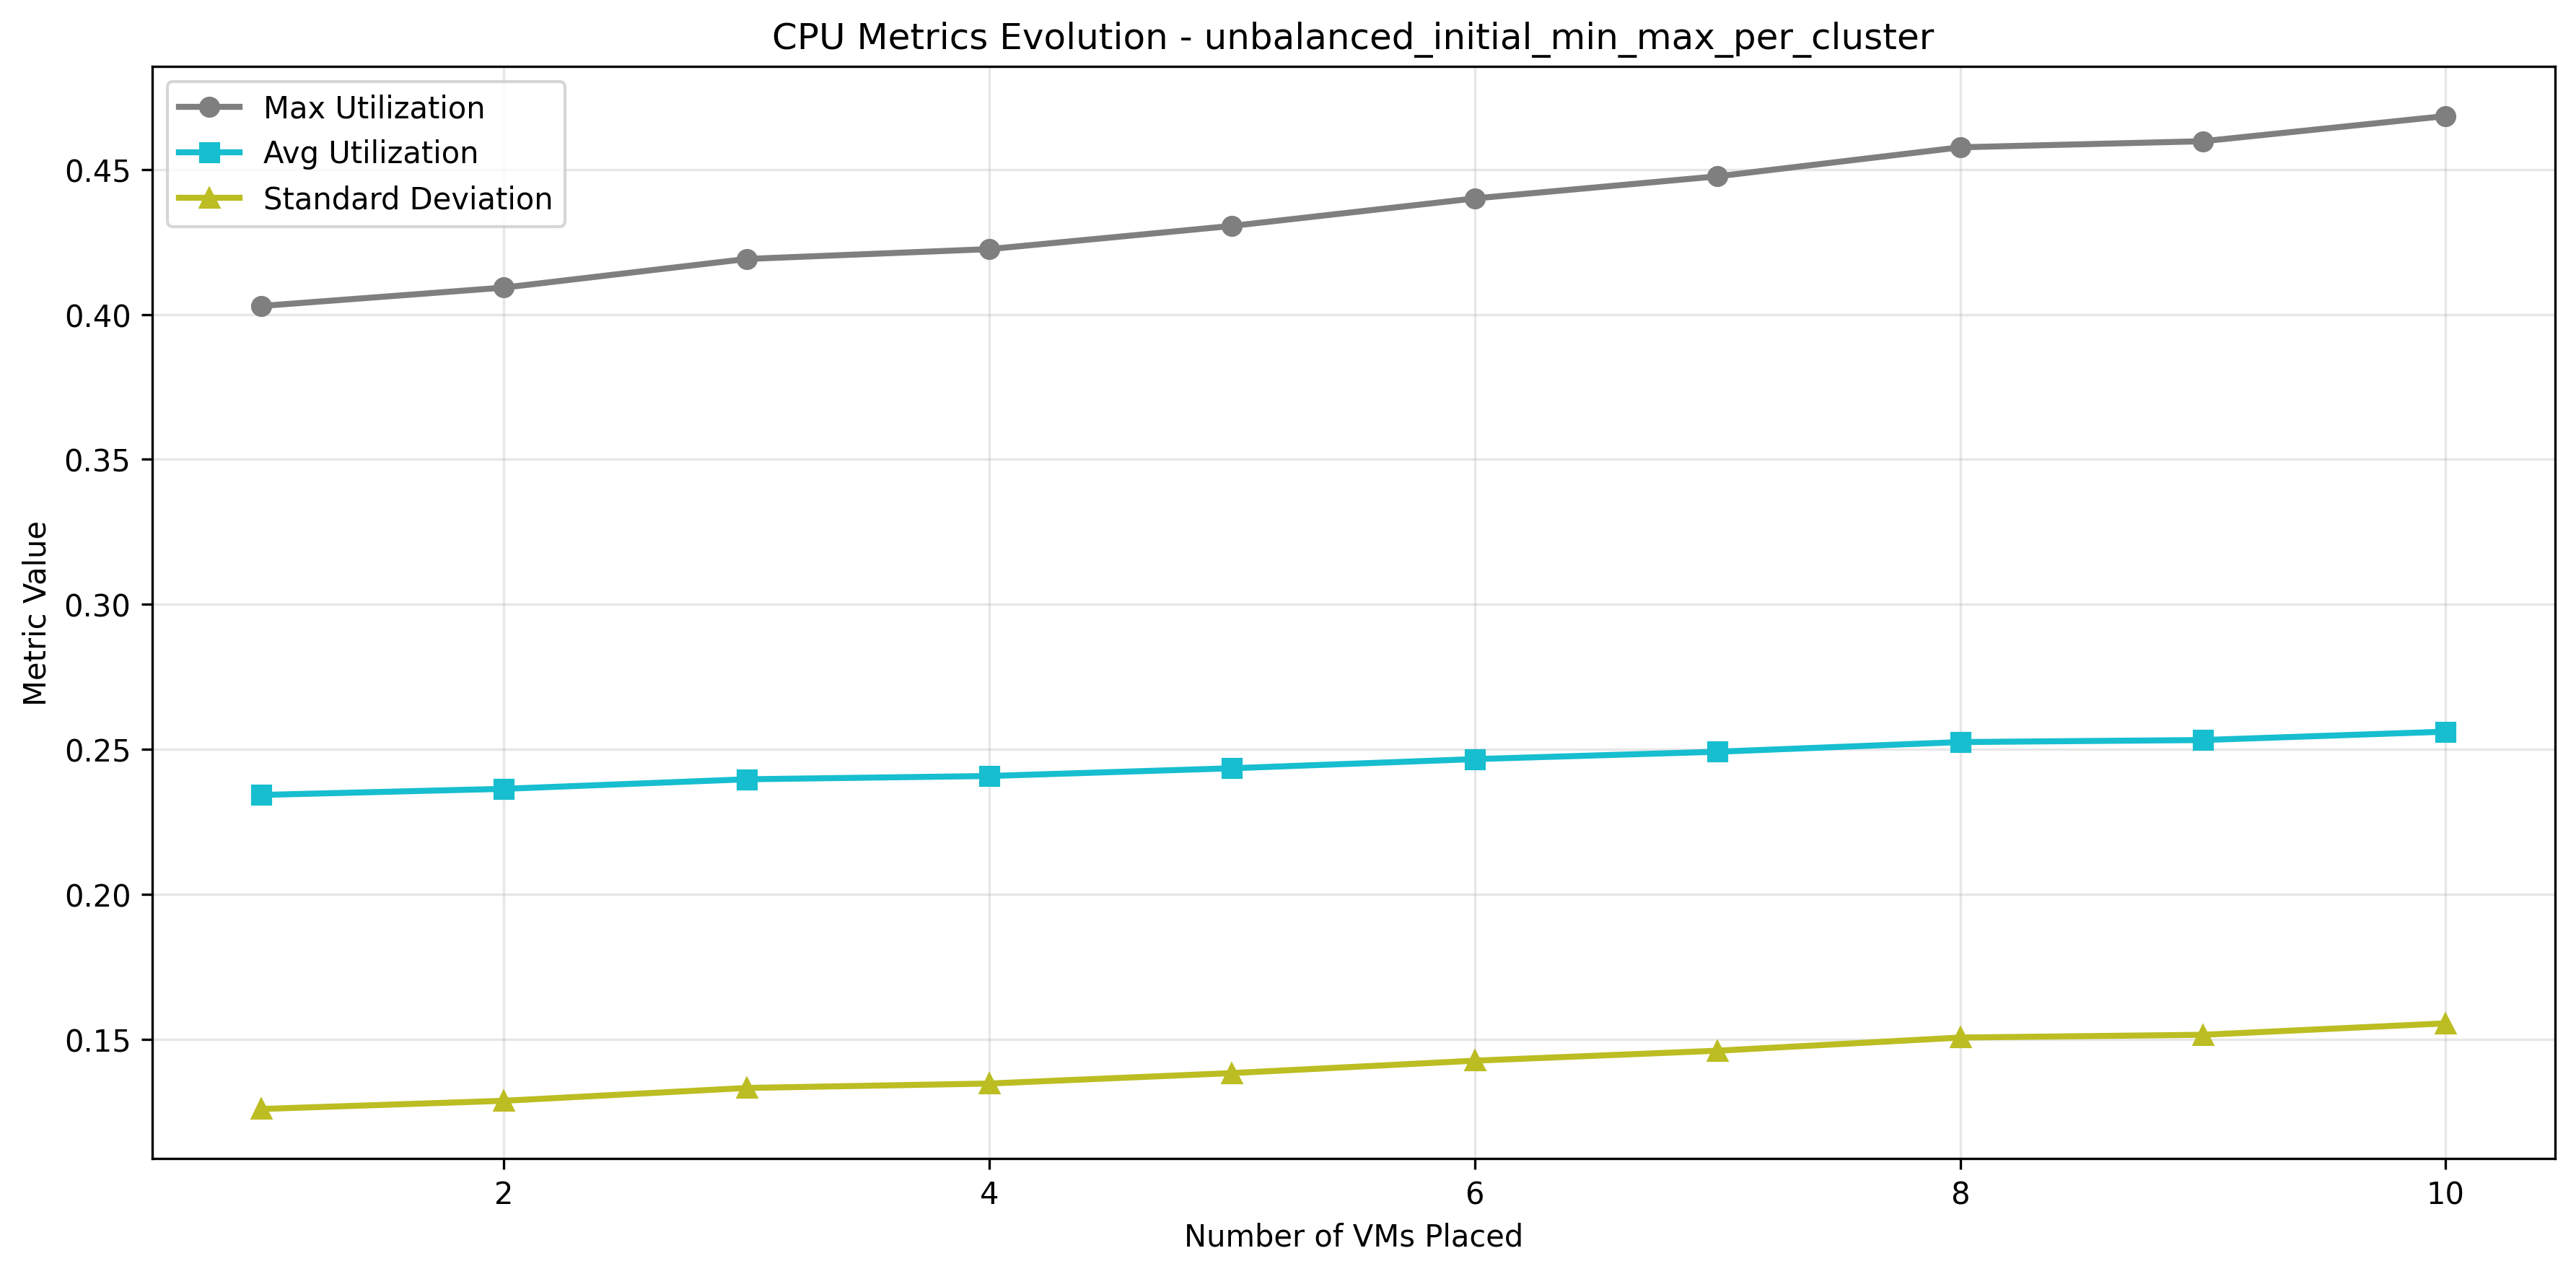 CPU Metrics Evolution - unbalanced_initial_min_max_per_cluster
Max Utilization
Avg Utilization
Standard Deviation
0.45
0.40
0.35
0.30
0.25
0.20
0.15
Metric Value
2
4
6
8
10
Number of VMs Placed